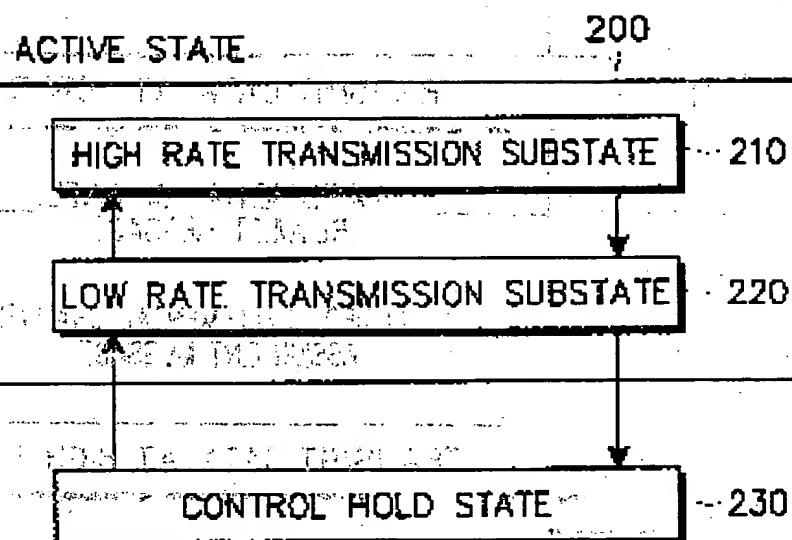 ACTIVE STATE
200
HIGH RATE TRANSMISSION SUBSTATE
210
LOW RATE TRANSMISSION SUBSTATE
220
CONTROL HOLD STATE
230